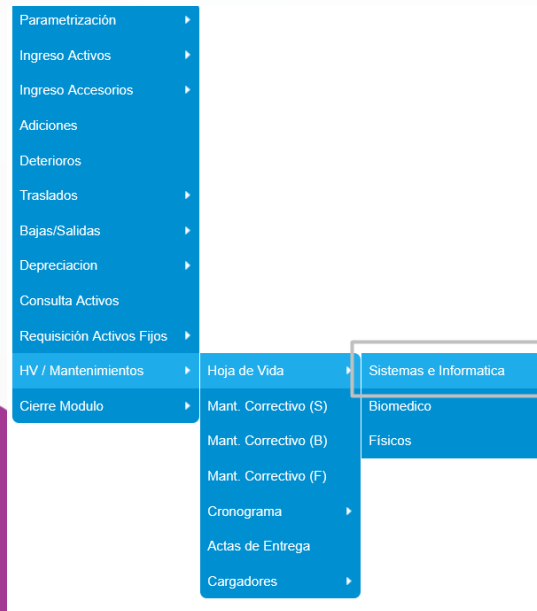 Parametrización
Ingreso Activos
Ingreso Accesorios
Adiciones
Deterioros
Traslados
Bajas/Salidas
Depreciacion
Consulta Activos
Requisición Activos Fijos
HV / Mantenimientos
Cierre Modulo
Hoja de Vida
Mant. Correctivo (S)
Mant. Correctivo (B)
Mant. Correctivo (F)
Cronograma
Actas de Entrega
Cargadores
Sistemas e Informatica
Biomedico
Físicos